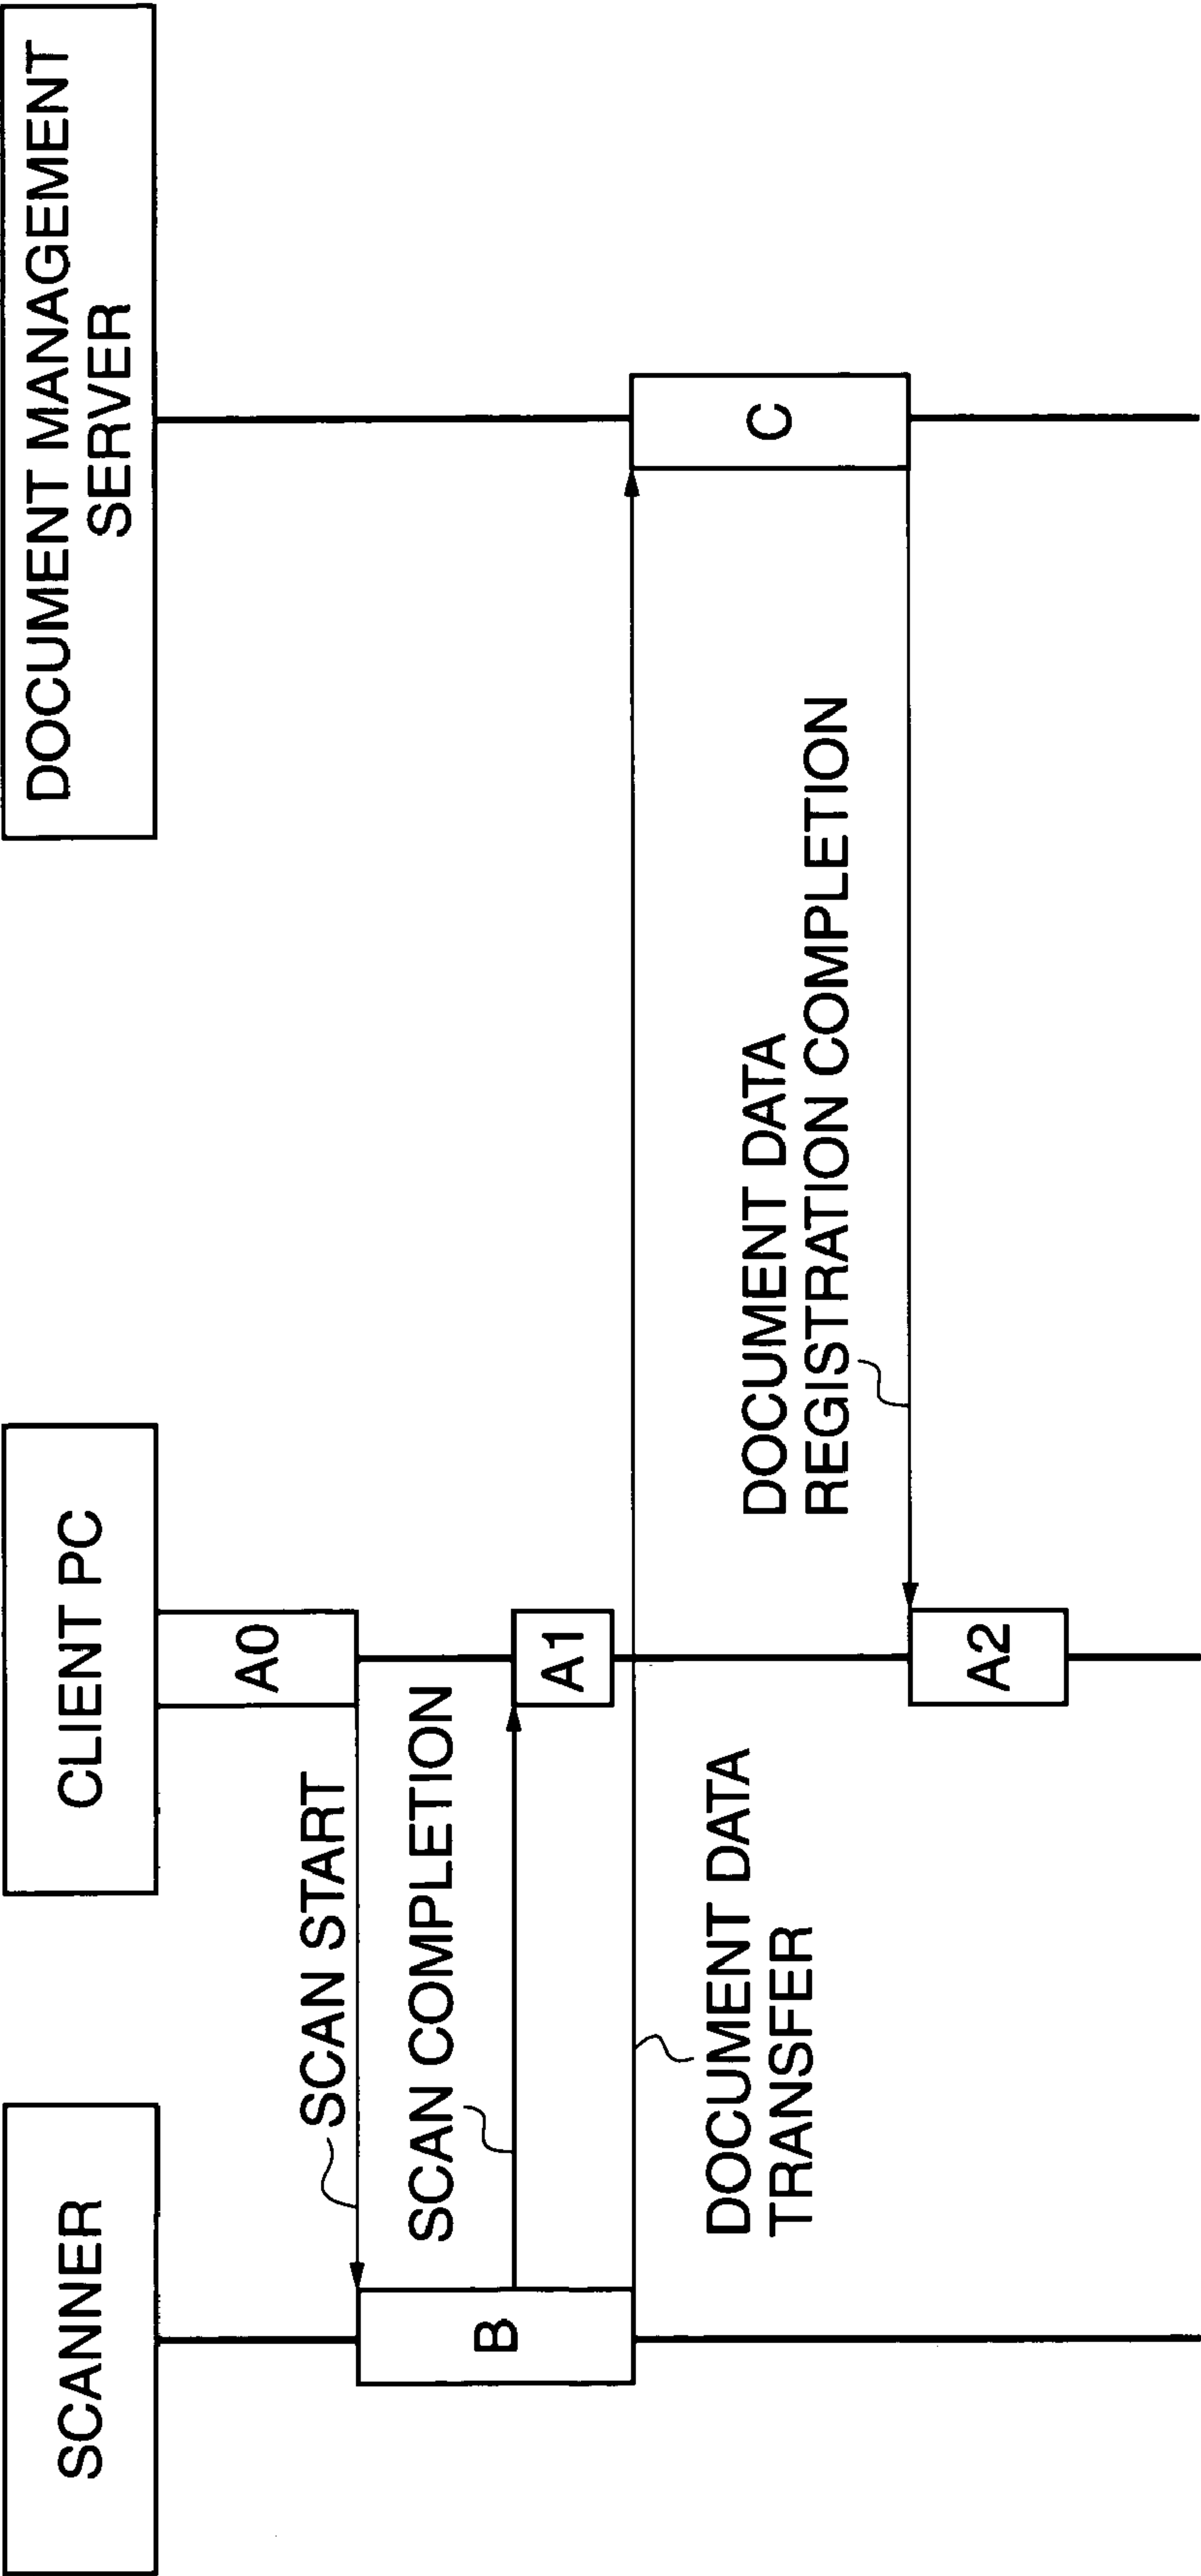 SCANNER
CLIENT PC
DOCUMENT MANAGEMENT
SERVER
A0
SCAN START
SCAN COMPLETION
B
A1
DOCUMENT DATA
TRANSFER
C
DOCUMENT DATA
REGISTRATION COMPLETION
A2